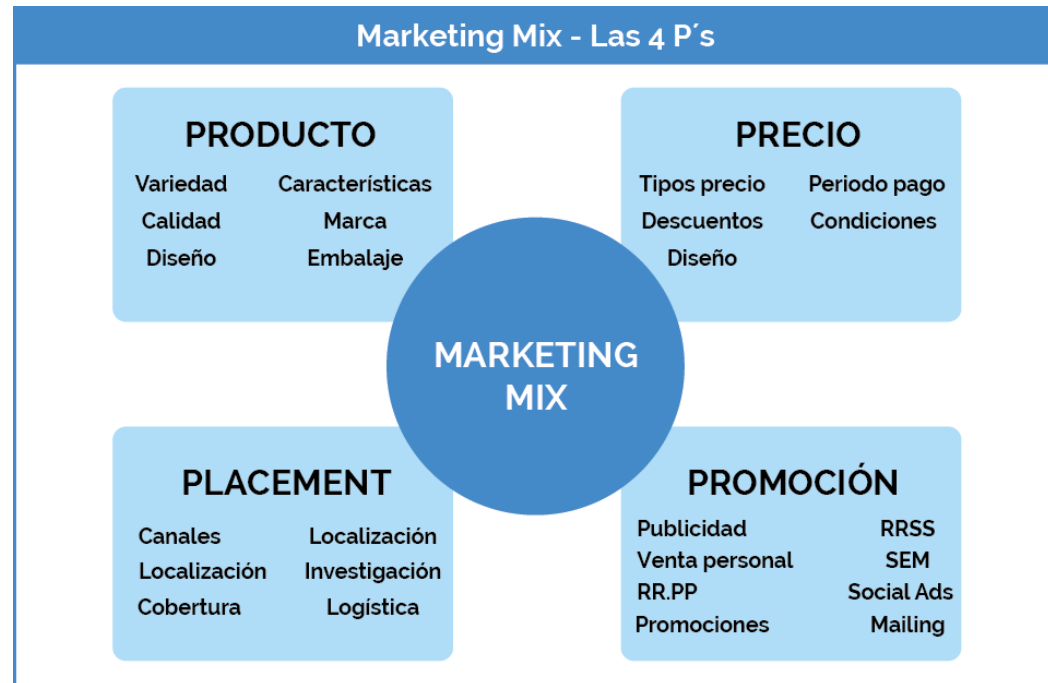 Marketing Mix - Las 4 P´s
PRODUCTO
Variedad Características
Calidad Marca
Diseño Embalaje
PRECIO
Tipos precio Periodo pago
Descuentos Condiciones
Diseño
MARKETING
MIX
PLACEMENT
Canales Localización
Localización Investigación
Cobertura Logística
PROMOCIÓN
Publicidad RRSS
Venta personal SEM
RR.PP Social Ads
Promociones Mailing